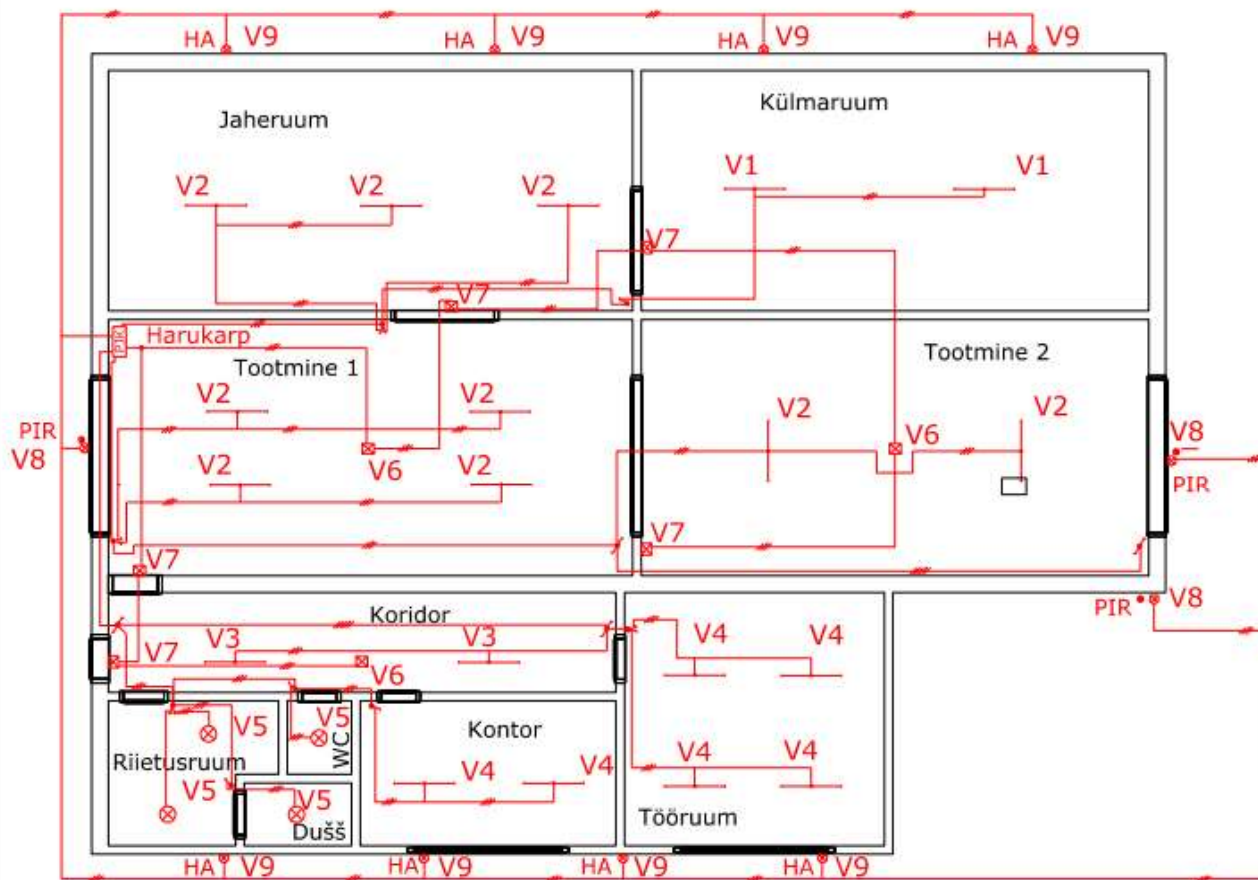 HA V9 HA V9 HA V9 HA V9
Jaheruum
Külmaruum
V2 V2 V2 V1 V1
V7
V7
PIR Harukarp
Tootmine 1
Tootmine 2
V2 V2 V2 V2
PIR
V8
V6
V6
V8
PIR
V2 V2
V7
V7
PIR V8
Koridor
V3 V3
V4 V4
V7
V6
V5 V5
WC
Kontor
Riietusruum
V4 V4
V4 V4
V5 V5
Dušš
Tööruum
HA V9 HA V9 HA V9 HA V9